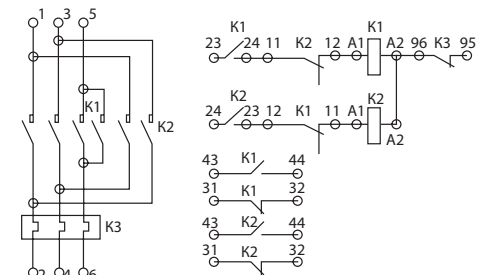 1 3 5
K1
K2
K3
2 4 6
K1 K1
23 24 11 K2 12 A1 A2 96 K3 95
K2 K2
24 23 12 K1 11 A1 A2
43 K1 44
31 K1 32
43 K2 44
31 K2 32